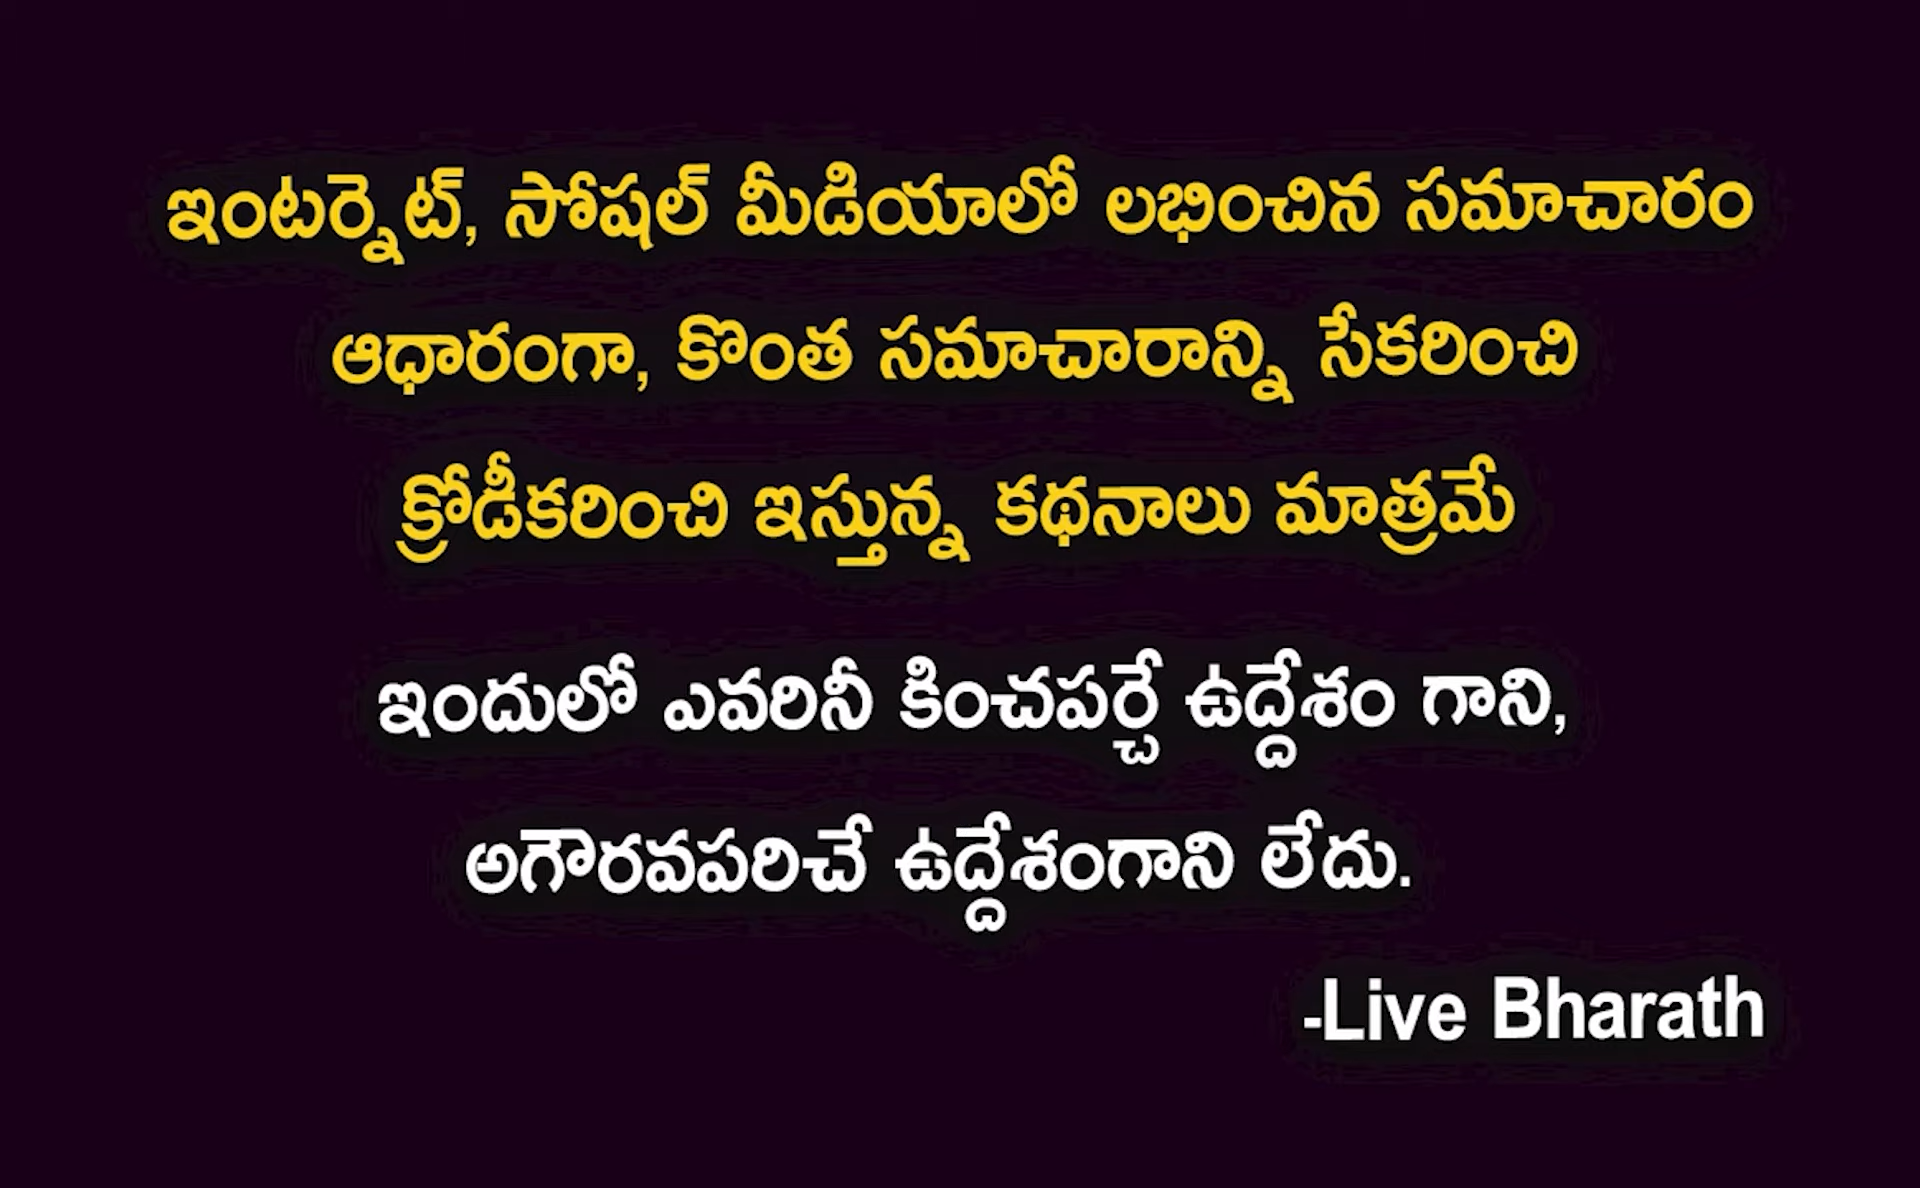 ఇంటర్నెట్, సోషల్ మీడియాలో లభించిన సమాచారం
ఆధారంగా, కొంత సమాచారాన్ని సేకరించి
క్రోడీకరించి ఇస్తున్న కథనాలు మాత్రమే
ఇందులో ఎవరినీ కించపర్చే ఉద్దేశం గాని,
అగౌరవపరిచే ఉద్దేశంగాని లేదు.
-Live Bharath